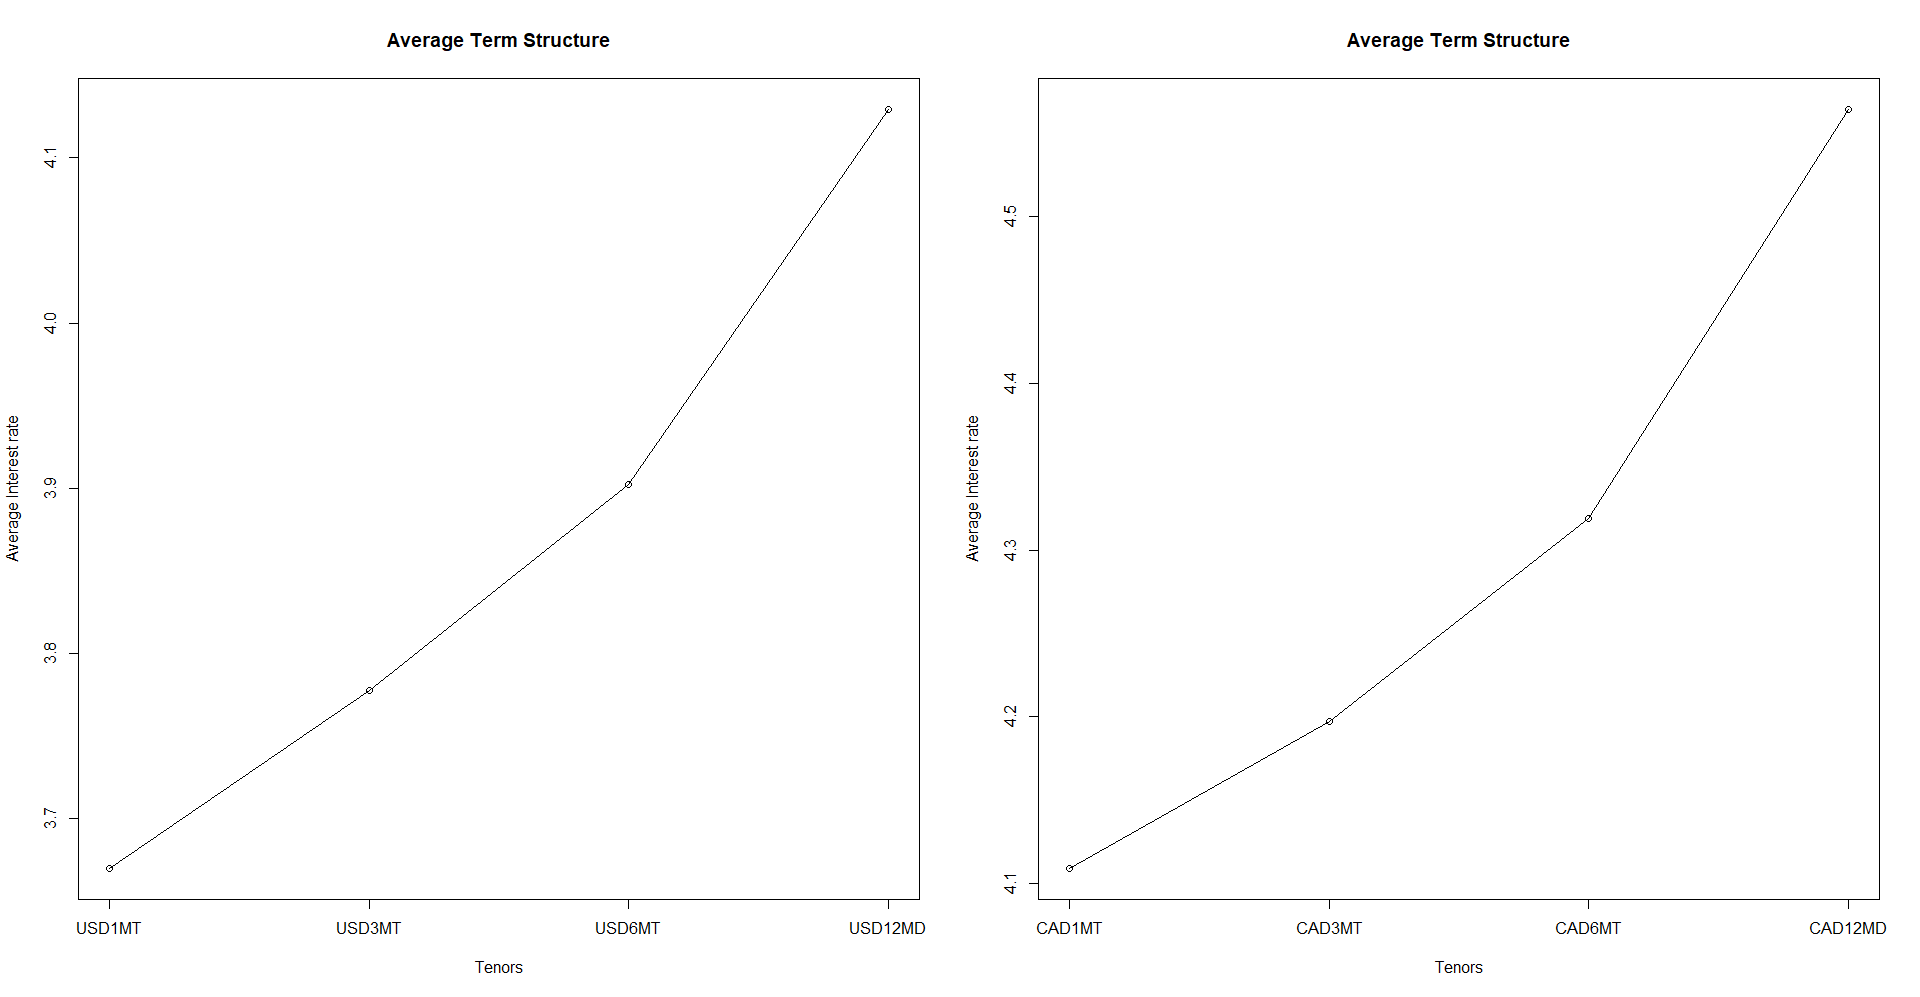 Average Term Structure
Average Interest rate
4.1
4.0
3.9
3.8
3.7
USD1MT
USD3MT
USD6MT
USD12MD
Tenors
Average Term Structure
Average Interest rate
4.5
4.4
4.3
4.2
4.1
CAD1MT
CAD3MT
CAD6MT
CAD12MD
Tenors